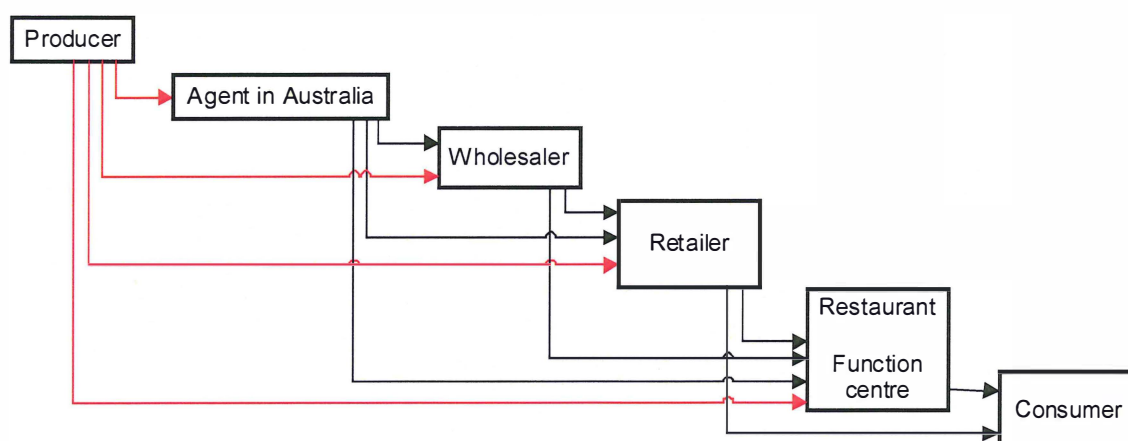 Producer
Agent in Australia
Wholesaler
Retailer
Restaurant
Function
centre
Consumer